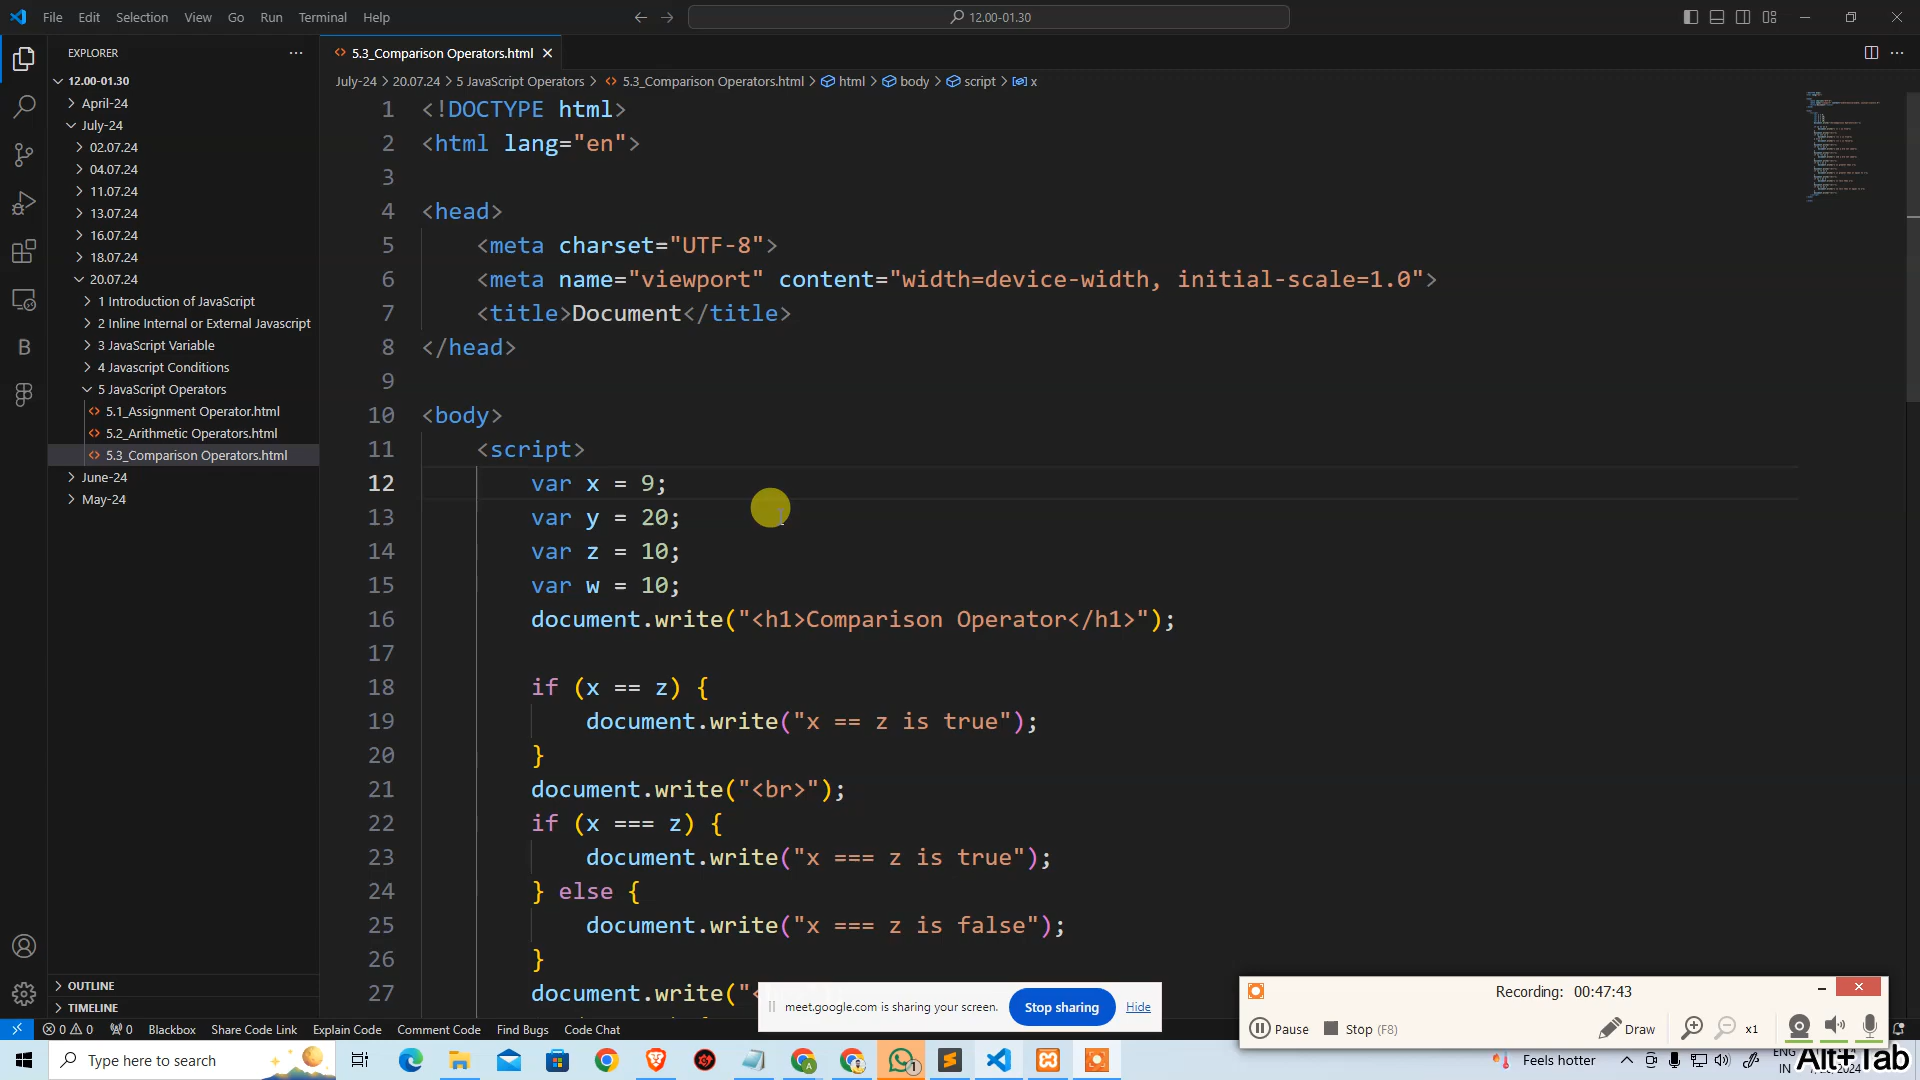 File Edit Selection View Go Run Terminal Help
12.00-01.30
EXPLORER
12.00-01.30
April-24
July-24
02.07.24
04.07.24
11.07.24
13.07.24
16.07.24
18.07.24
20.07.24
1 Introduction of JavaScript
2 Inline Internal or External Javascript
3 JavaScript Variable
4 Javascript Conditions
5 JavaScript Operators
5.1_Assignment Operator.html
5.2_Arithmetic Operators.html
5.3_Comparison Operators.html
June-24
May-24
OUTLINE
TIMELINE
5.3_Comparison Operators.html
July-24 > 20.07.24 > 5 JavaScript Operators > 5.3_Comparison Operators.html > html > body > script > x
1 <!DOCTYPE html>
2 <html lang="en">
3
4 <head>
5 <meta charset="UTF-8">
6 <meta name="viewport" content="width=device-width, initial-scale=1.0">
7 <title>Document</title>
8 </head>
9
10 <body>
11 <script>
12 var x = 9;
13 var y = 20;
14 var z = 10;
15 var w = 10;
16 document.write("<h1>Comparison Operator</h1>");
17
18 if (x == z) {
19 document.write("x == z is true");
20 }
21 document.write("<br>");
22 if (x === z) {
23 document.write("x === z is true");
24 } else {
25 document.write("x === z is false");
26 }
27 document.write("<
meet.google.com is sharing your screen. Stop sharing Hide
Recording: 00:47:43
Pause Stop (F8) Draw x1
0 0 0 Blackbox Share Code Link Explain Code Comment Code Find Bugs Code Chat
Type here to search
1
Feels hotter
ENG
IN
Alt+Tab